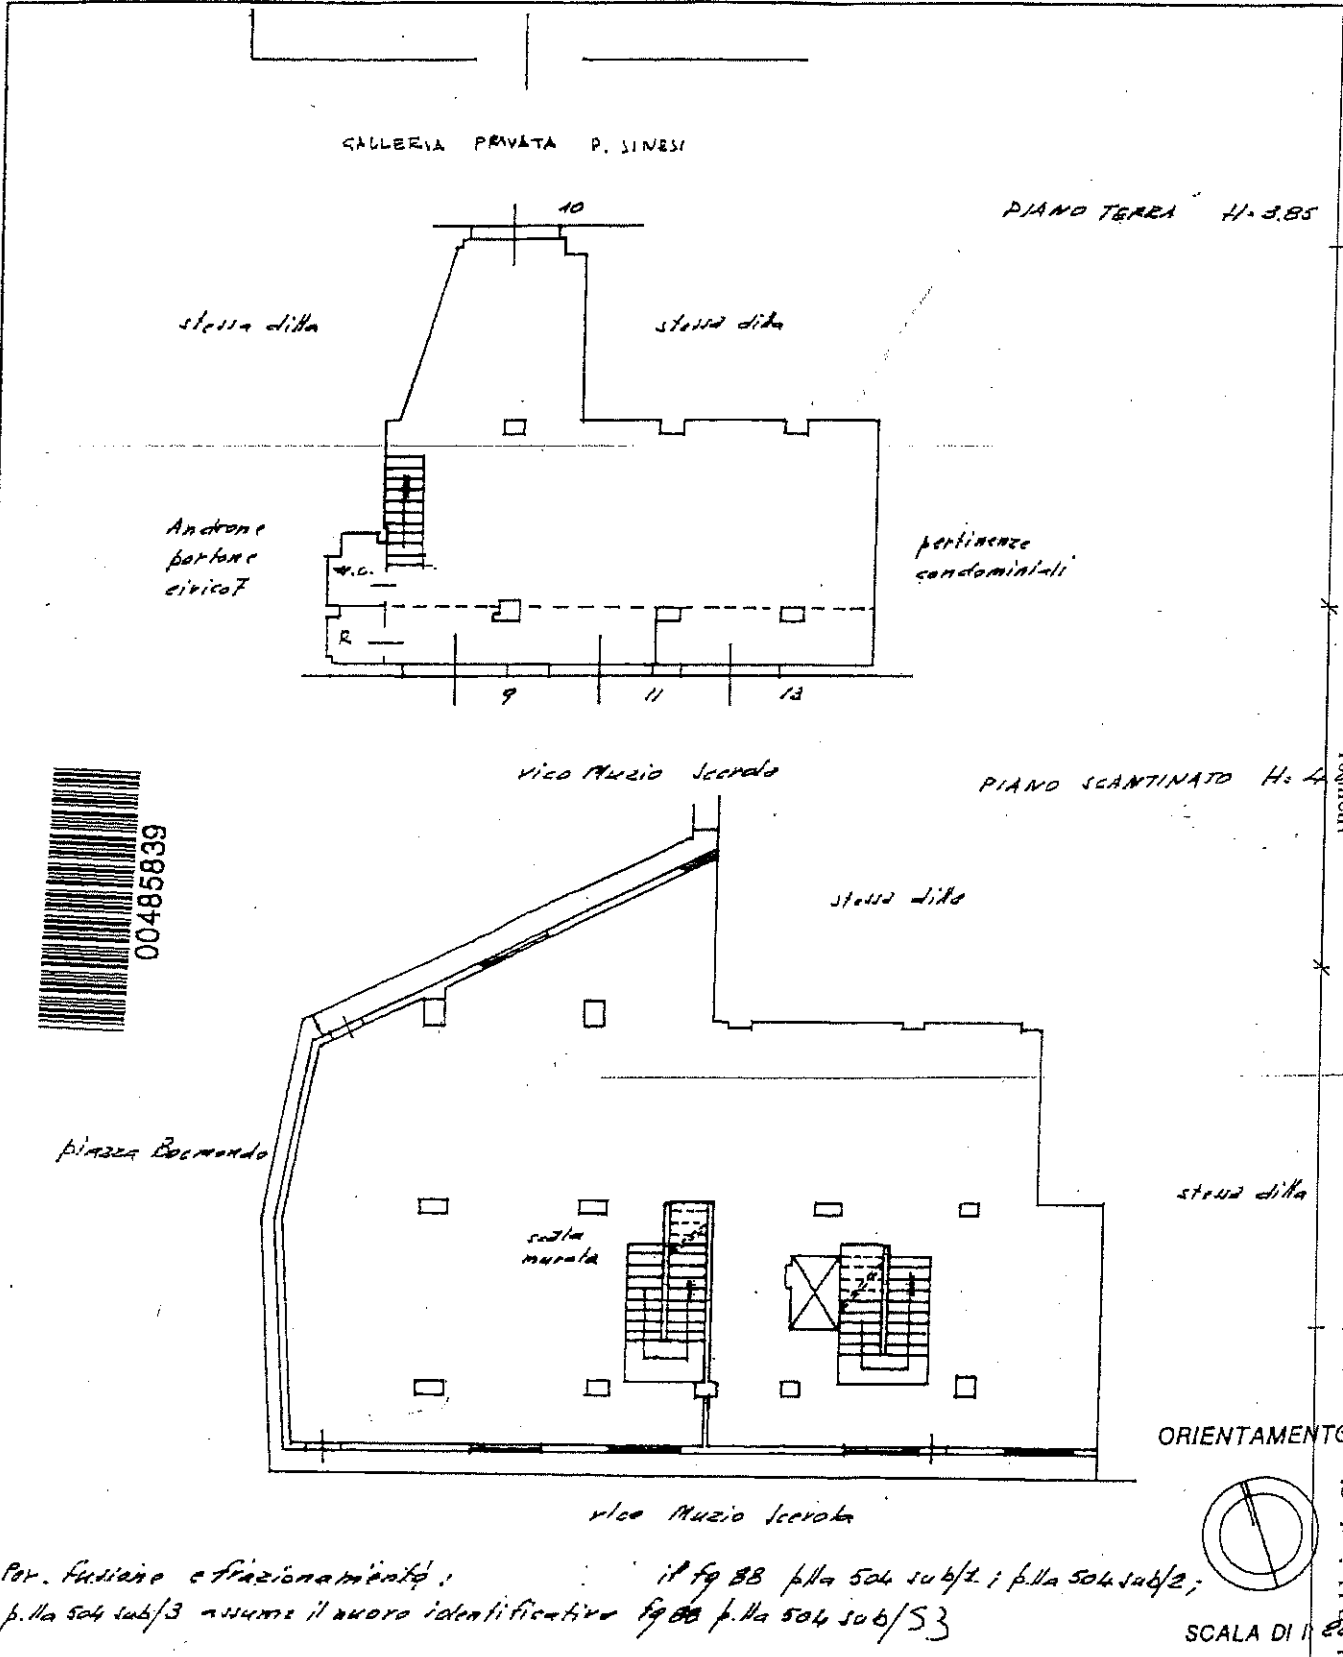 GALLERIA PRIVATA P. SINESI
PIANO TERRA H=3.85
10
stessa ditta
stessa ditta
Androne
portone
civico 7
w.c.
R
pertinenze
condominiali
9
11
13
vico Muzio Scevola
PIANO SCANTINATO H=4
00485839
stessa ditta
piazza
stessa ditta
scala
murata
ORIENTAMENTO
vico Muzio Scevola
Per. fusione e frazionamento:
il fg 88 p.lla 504 sub/1; p.lla 504 sub/2;
p.lla 504 sub/3 assume il nuovo identificativo fg 88 p.lla 504 sub/53
SCALA DI 1: